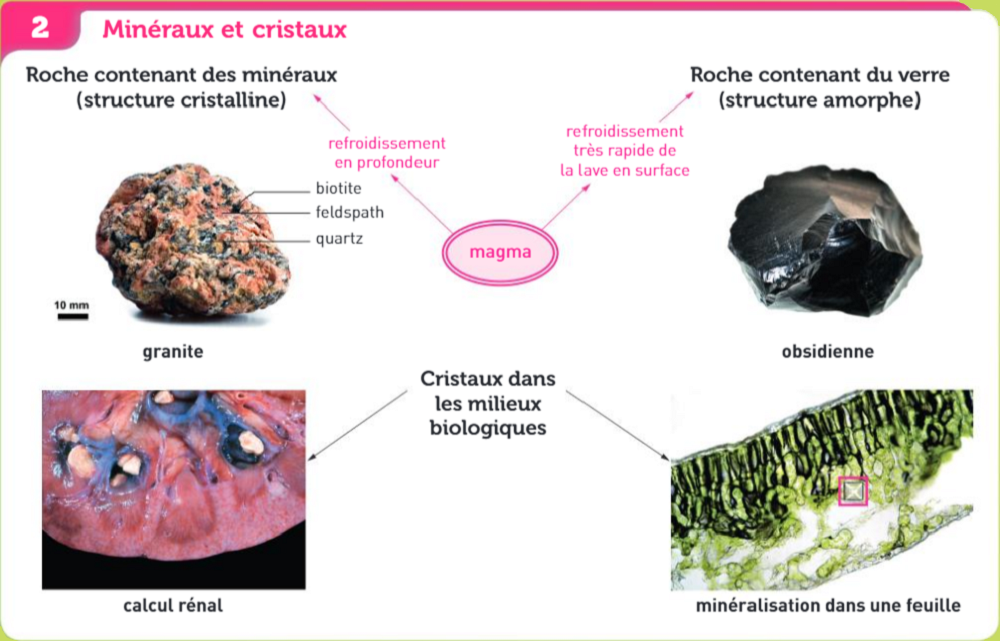 2
Minéraux et cristaux
Roche contenant des minéraux
(structure cristalline)
Roche contenant du verre
(structure amorphe)
refroidissement
en profondeur
refroidissement
très rapide de
la lave en surface
biotite
feldspath
quartz
magma
10 mm
granite
obsidienne
Cristaux dans
les milieux
biologiques
calcul rénal
minéralisation dans une feuille